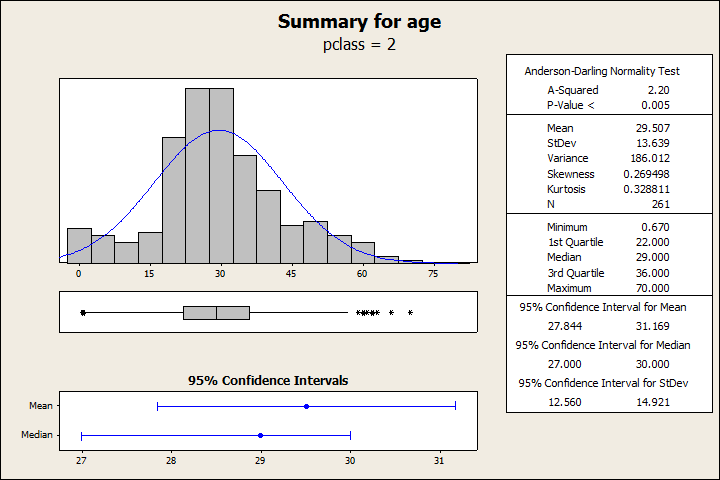 Summary for age
pclass = 2
0 15 30 45 60 75
95% Confidence Intervals
Mean
Median
27 28 29 30 31
Anderson-Darling Normality Test
A-Squared 2.20
P-Value < 0.005
Mean 29.507
StDev 13.639
Variance 186.012
Skewness 0.269498
Kurtosis 0.328811
N 261
Minimum 0.670
1st Quartile 22.000
Median 29.000
3rd Quartile 36.000
Maximum 70.000
95% Confidence Interval for Mean
27.844 31.169
95% Confidence Interval for Median
27.000 30.000
95% Confidence Interval for StDev
12.560 14.921